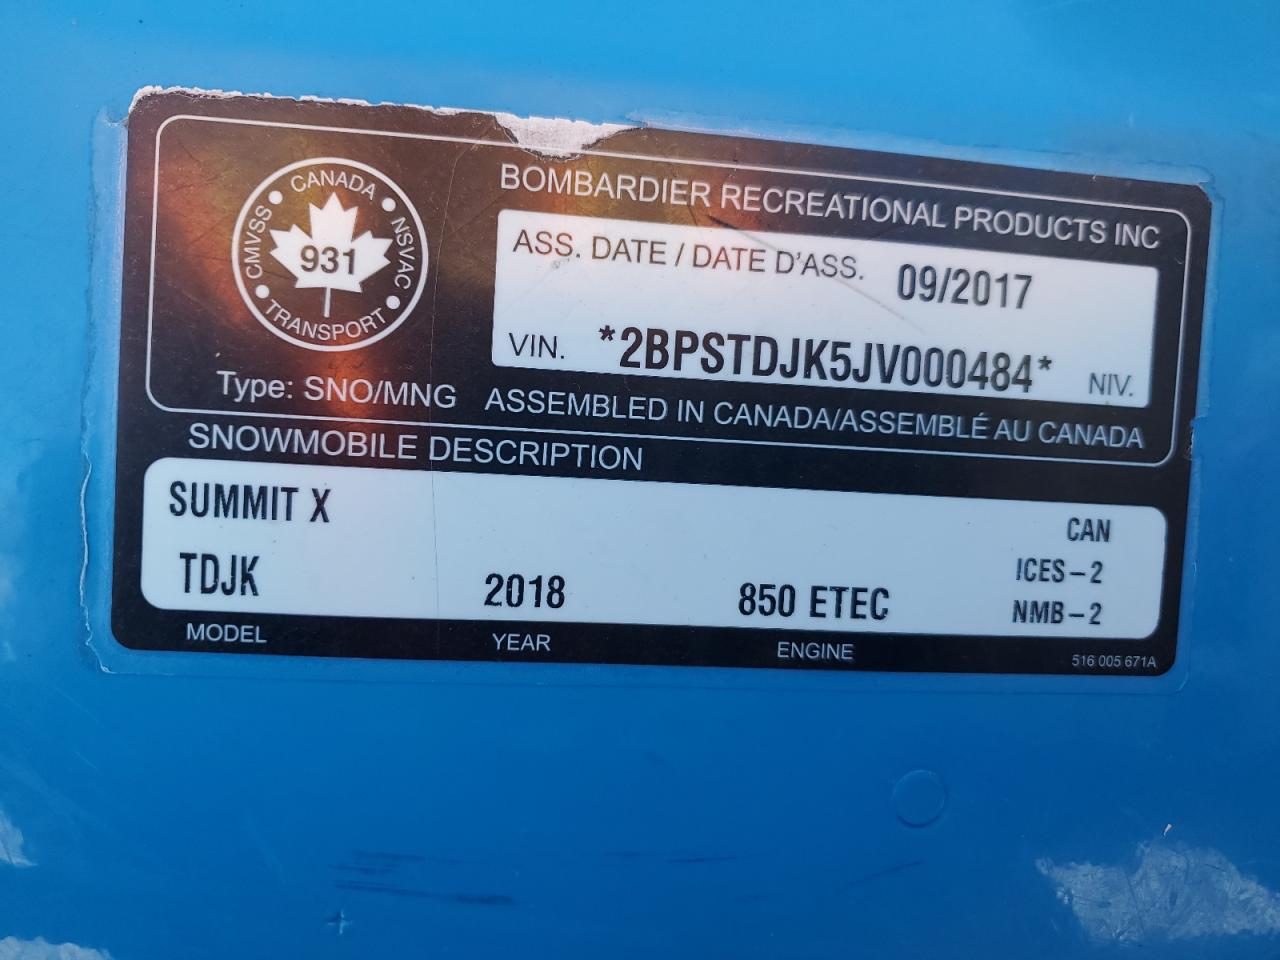 CANADA
CMVSS • NSVAC
931
TRANSPORT
BOMBARDIER RECREATIONAL PRODUCTS INC
ASS. DATE / DATE D'ASS. 09/2017
VIN. *2BPSTDJK5JV000484* NIV.
Type: SNO/MNG ASSEMBLED IN CANADA/ASSEMBLÉ AU CANADA
SNOWMOBILE DESCRIPTION
SUMMIT X CAN
ICES-2
TDJK 2018 850 ETEC NMB-2
MODEL YEAR ENGINE 516 005 671A